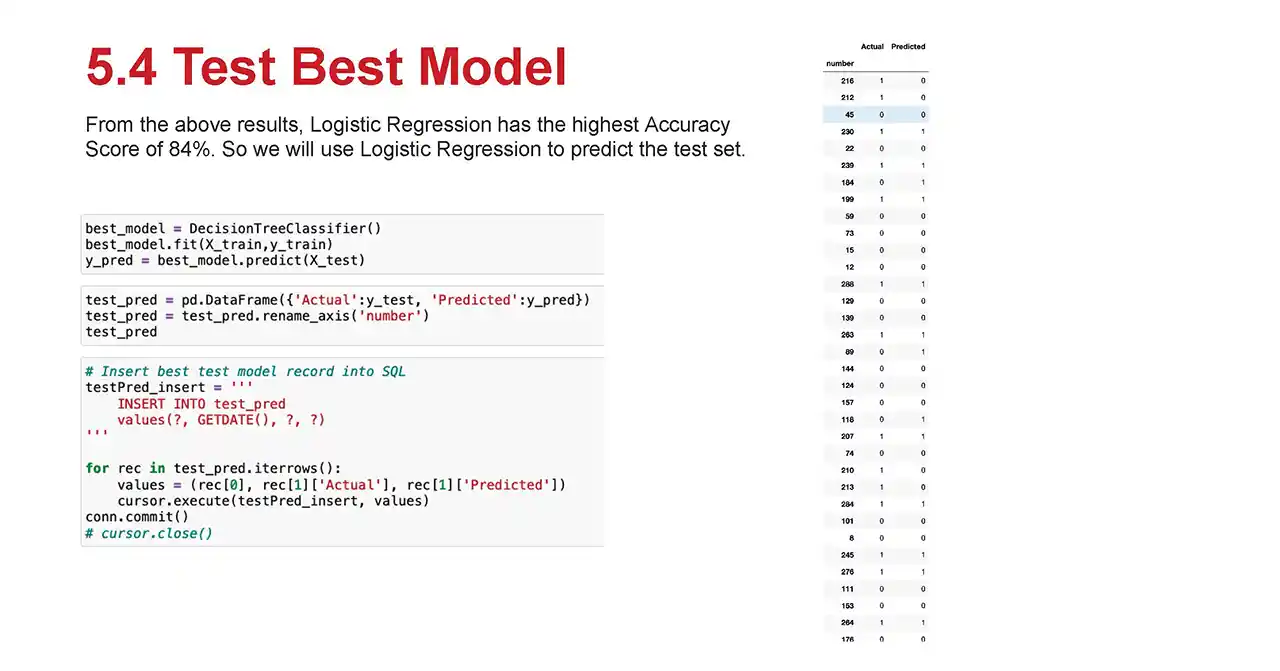 5.4 Test Best Model
From the above results, Logistic Regression has the highest Accuracy
Score of 84%. So we will use Logistic Regression to predict the test set.
best_model = DecisionTreeClassifier()
best_model.fit(X_train,y_train)
y_pred = best_model.predict(X_test)
test_pred = pd.DataFrame({'Actual':y_test, 'Predicted':y_pred})
test_pred = test_pred.rename_axis('number')
test_pred
# Insert best test model record into SQL
testPred_insert = '''
INSERT INTO test_pred
values(?, GETDATE(), ?, ?)
'''
for rec in test_pred.iterrows():
values = (rec[0], rec[1]['Actual'], rec[1]['Predicted'])
cursor.execute(testPred_insert, values)
conn.commit()
# cursor.close()
Actual Predicted
number
216 1 0
212 1 0
45 0 0
230 1 1
22 0 0
239 1 1
184 0 1
199 1 1
59 0 0
73 0 0
15 0 0
12 0 0
288 1 1
129 0 0
139 0 0
263 1 1
89 0 1
144 0 0
124 0 0
157 0 0
118 0 1
207 1 1
74 0 0
210 1 0
213 1 0
284 1 1
101 0 0
8 0 0
245 1 1
276 1 1
111 0 0
153 0 0
264 1 1
176 0 0